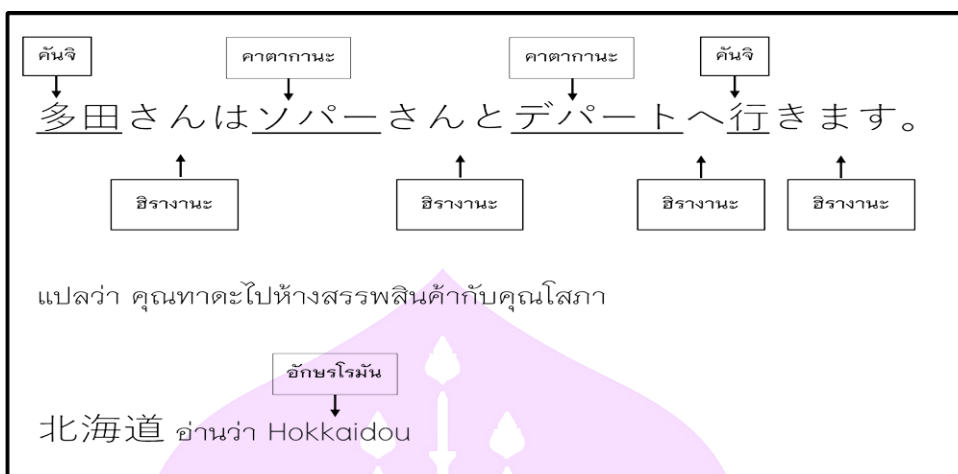 คันจิ คาตากานะ คาตากานะ คันจิ
多田さんはソパーさんとデパートへ行きます。
ฮิรางานะ ฮิรางานะ ฮิรางานะ ฮิรางานะ
แปลว่า คุณทาดะไปห้างสรรพสินค้ากับคุณโสภา
อักษรโรมัน
北海道 อ่านว่า Hokkaidou